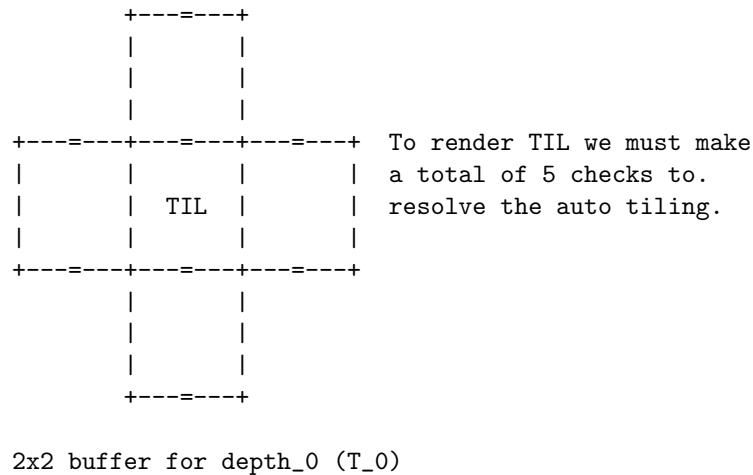 To render TIL we must make
a total of 5 checks to.
TIL
resolve the auto tiling.
2x2 buffer for depth_0 (T_0)